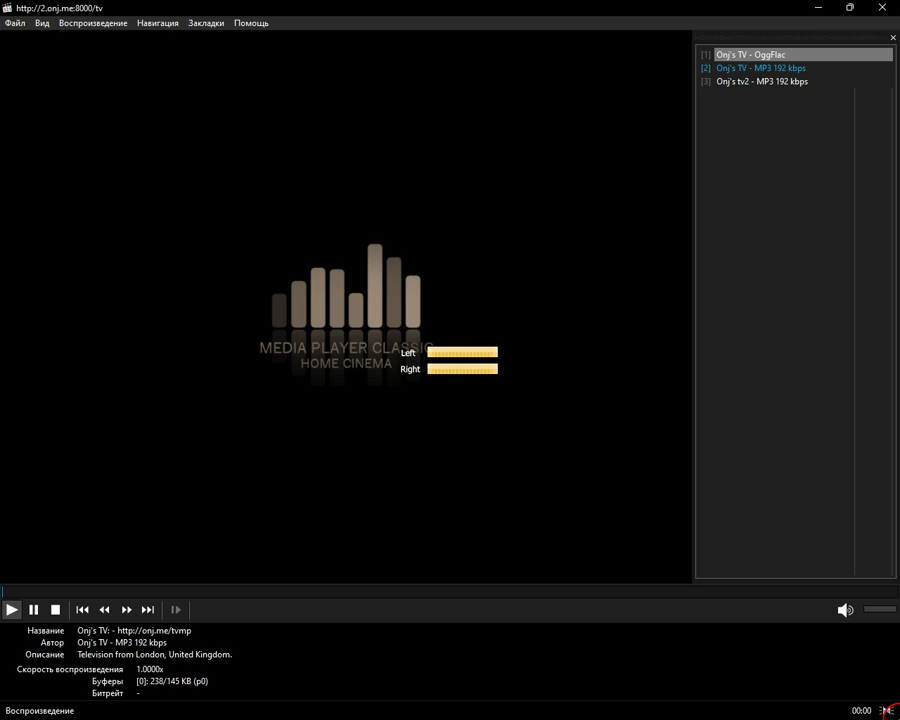 http://2.onj.me:8000/tv
Файл Вид Воспроизведение Навигация Закладки Помощь
[1] Onj's TV - OggFlac
[2] Onj's TV - MP3 192 kbps
[3] Onj's tv2 - MP3 192 kbps
MEDIA PLAYER CLASSIC
HOME CINEMA
Left
Right
Название Onj's TV: - http://onj.me/tvmp
Автор Onj's TV - MP3 192 kbps
Описание Television from London, United Kingdom.
Скорость воспроизведения 1.0000x
Буферы [0]: 238/145 KB (p0)
Битрейт -
Воспроизведение 00:00